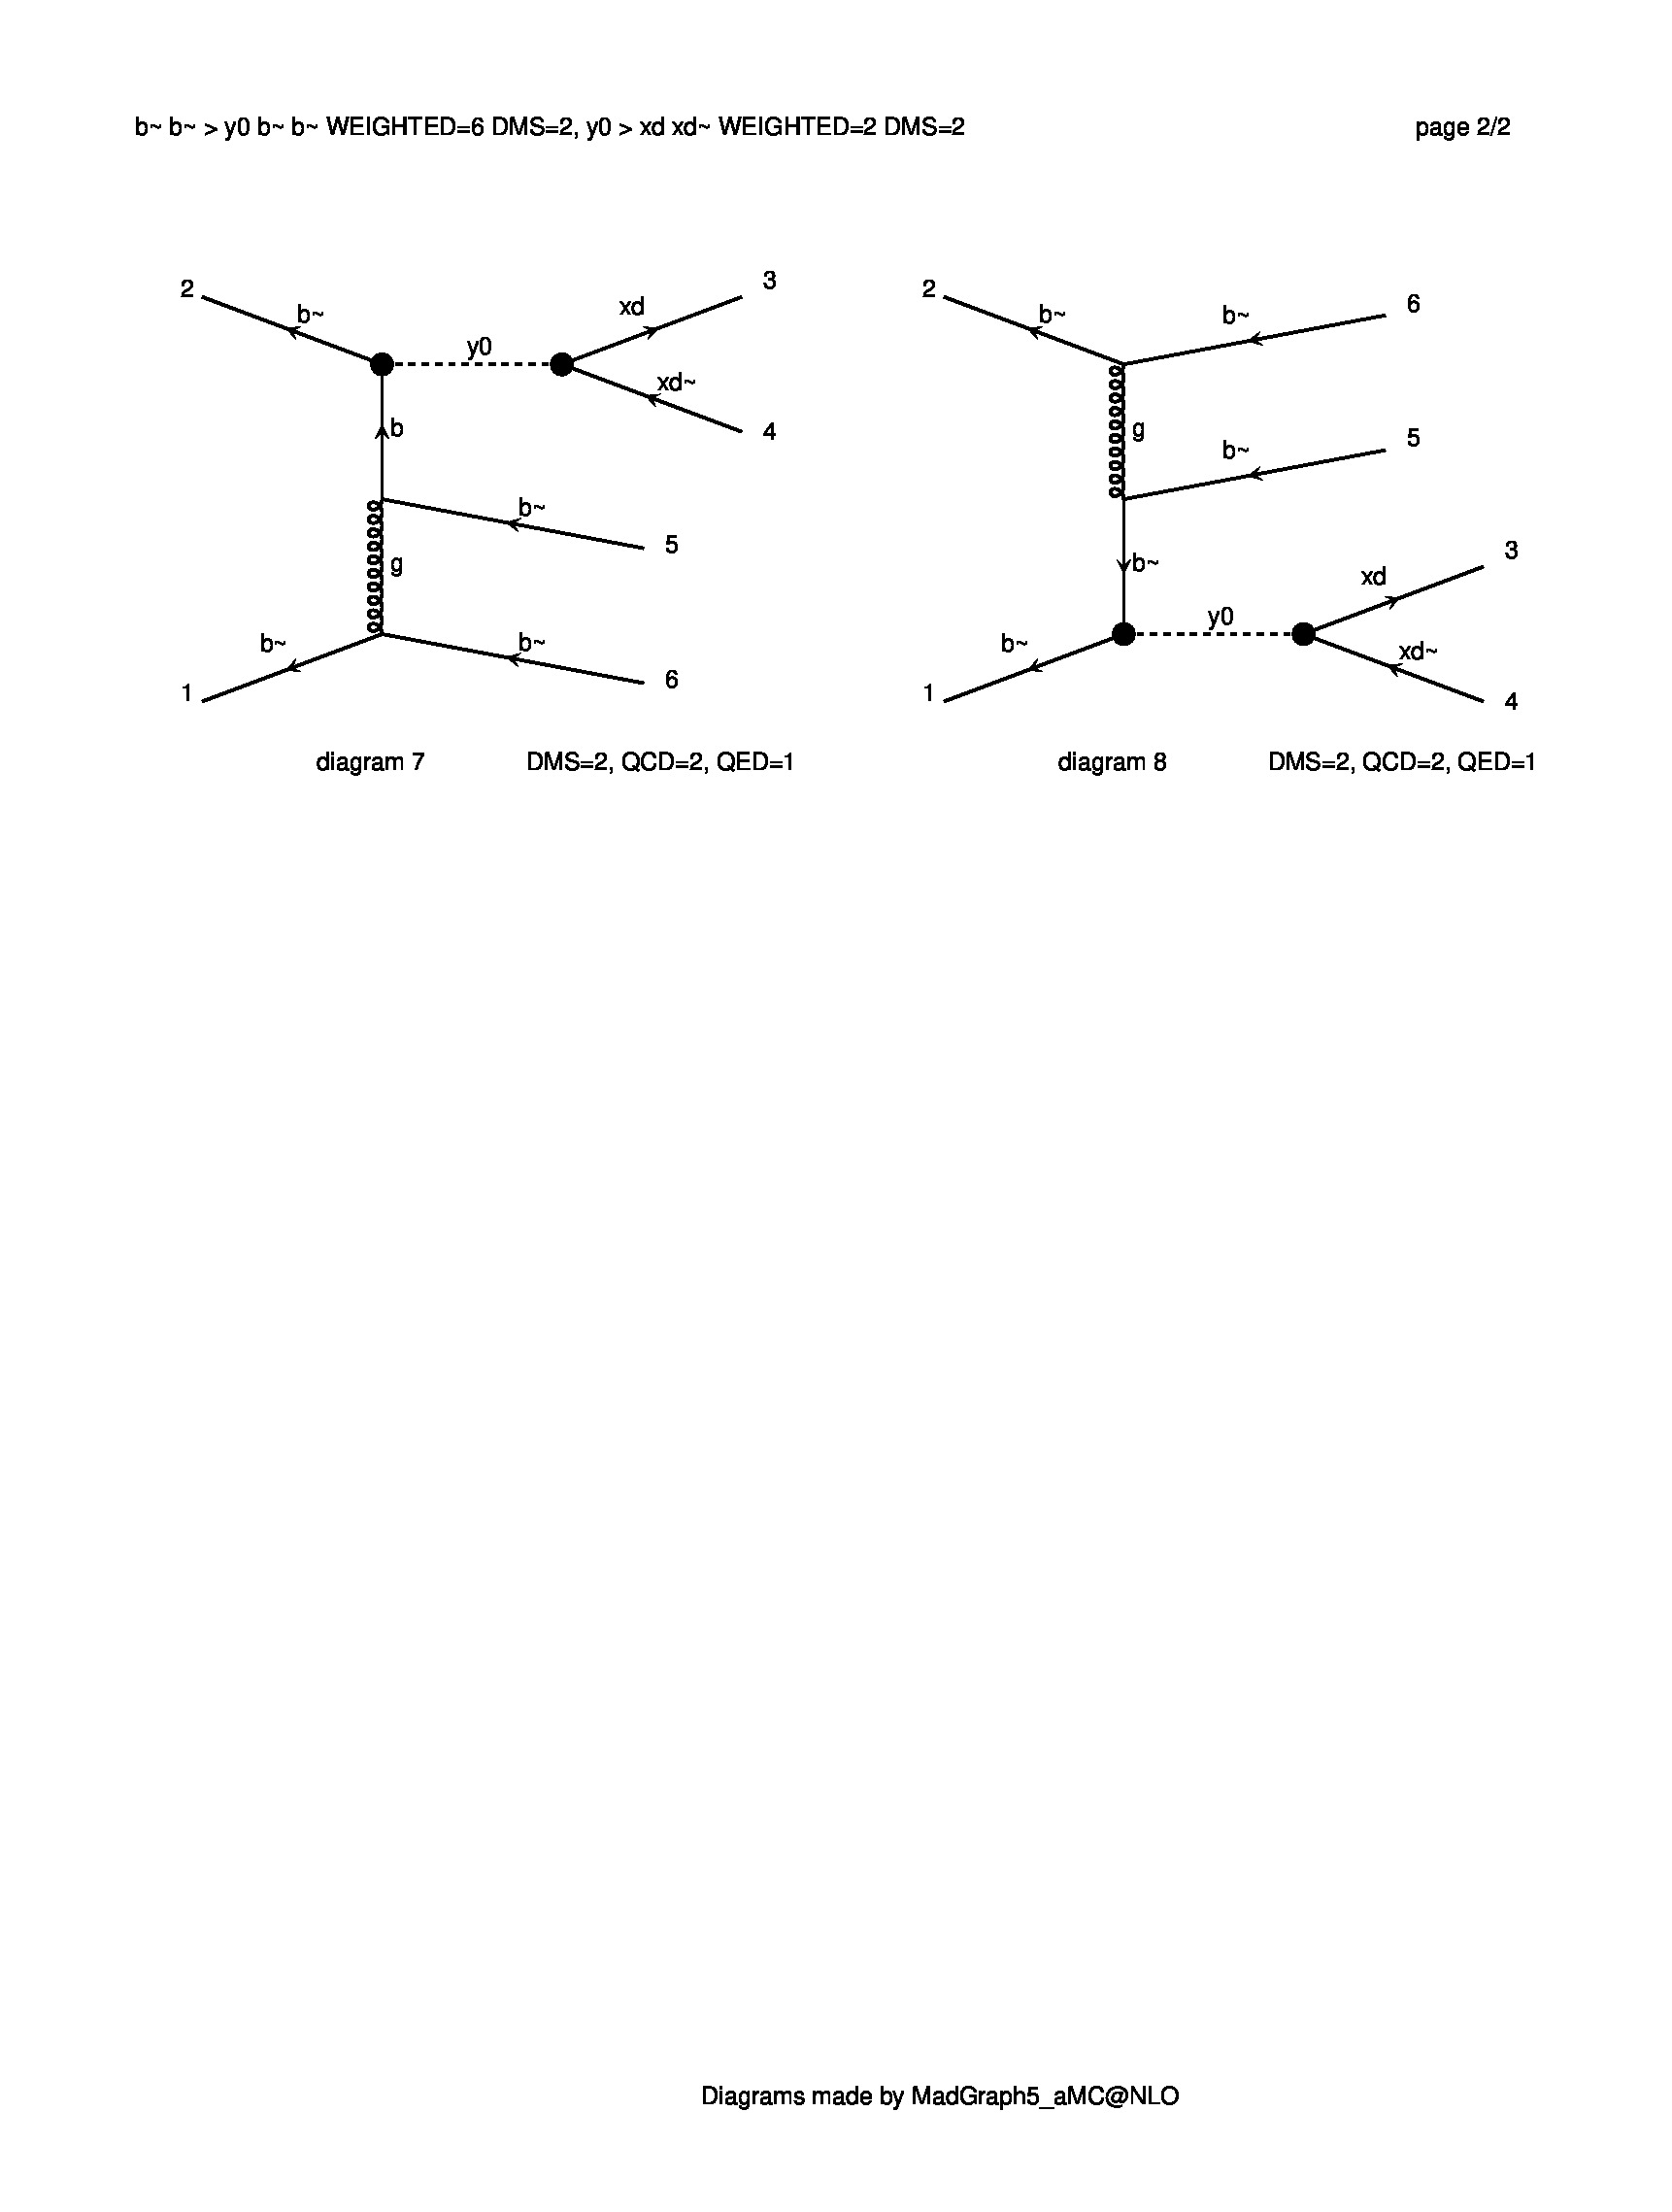 b~ b~ > y0 b~ b~ WEIGHTED=6 DMS=2, y0 > xd xd~ WEIGHTED=2 DMS=2
page 2/2
2
b~
y0
xd
3
xd~
4
b
b~
5
g
b~
b~
6
1
diagram 7
DMS=2, QCD=2, QED=1
2
b~
b~
6
g
b~
5
b~
3
xd
y0
b~
xd~
1
4
diagram 8
DMS=2, QCD=2, QED=1
Diagrams made by MadGraph5_aMC@NLO